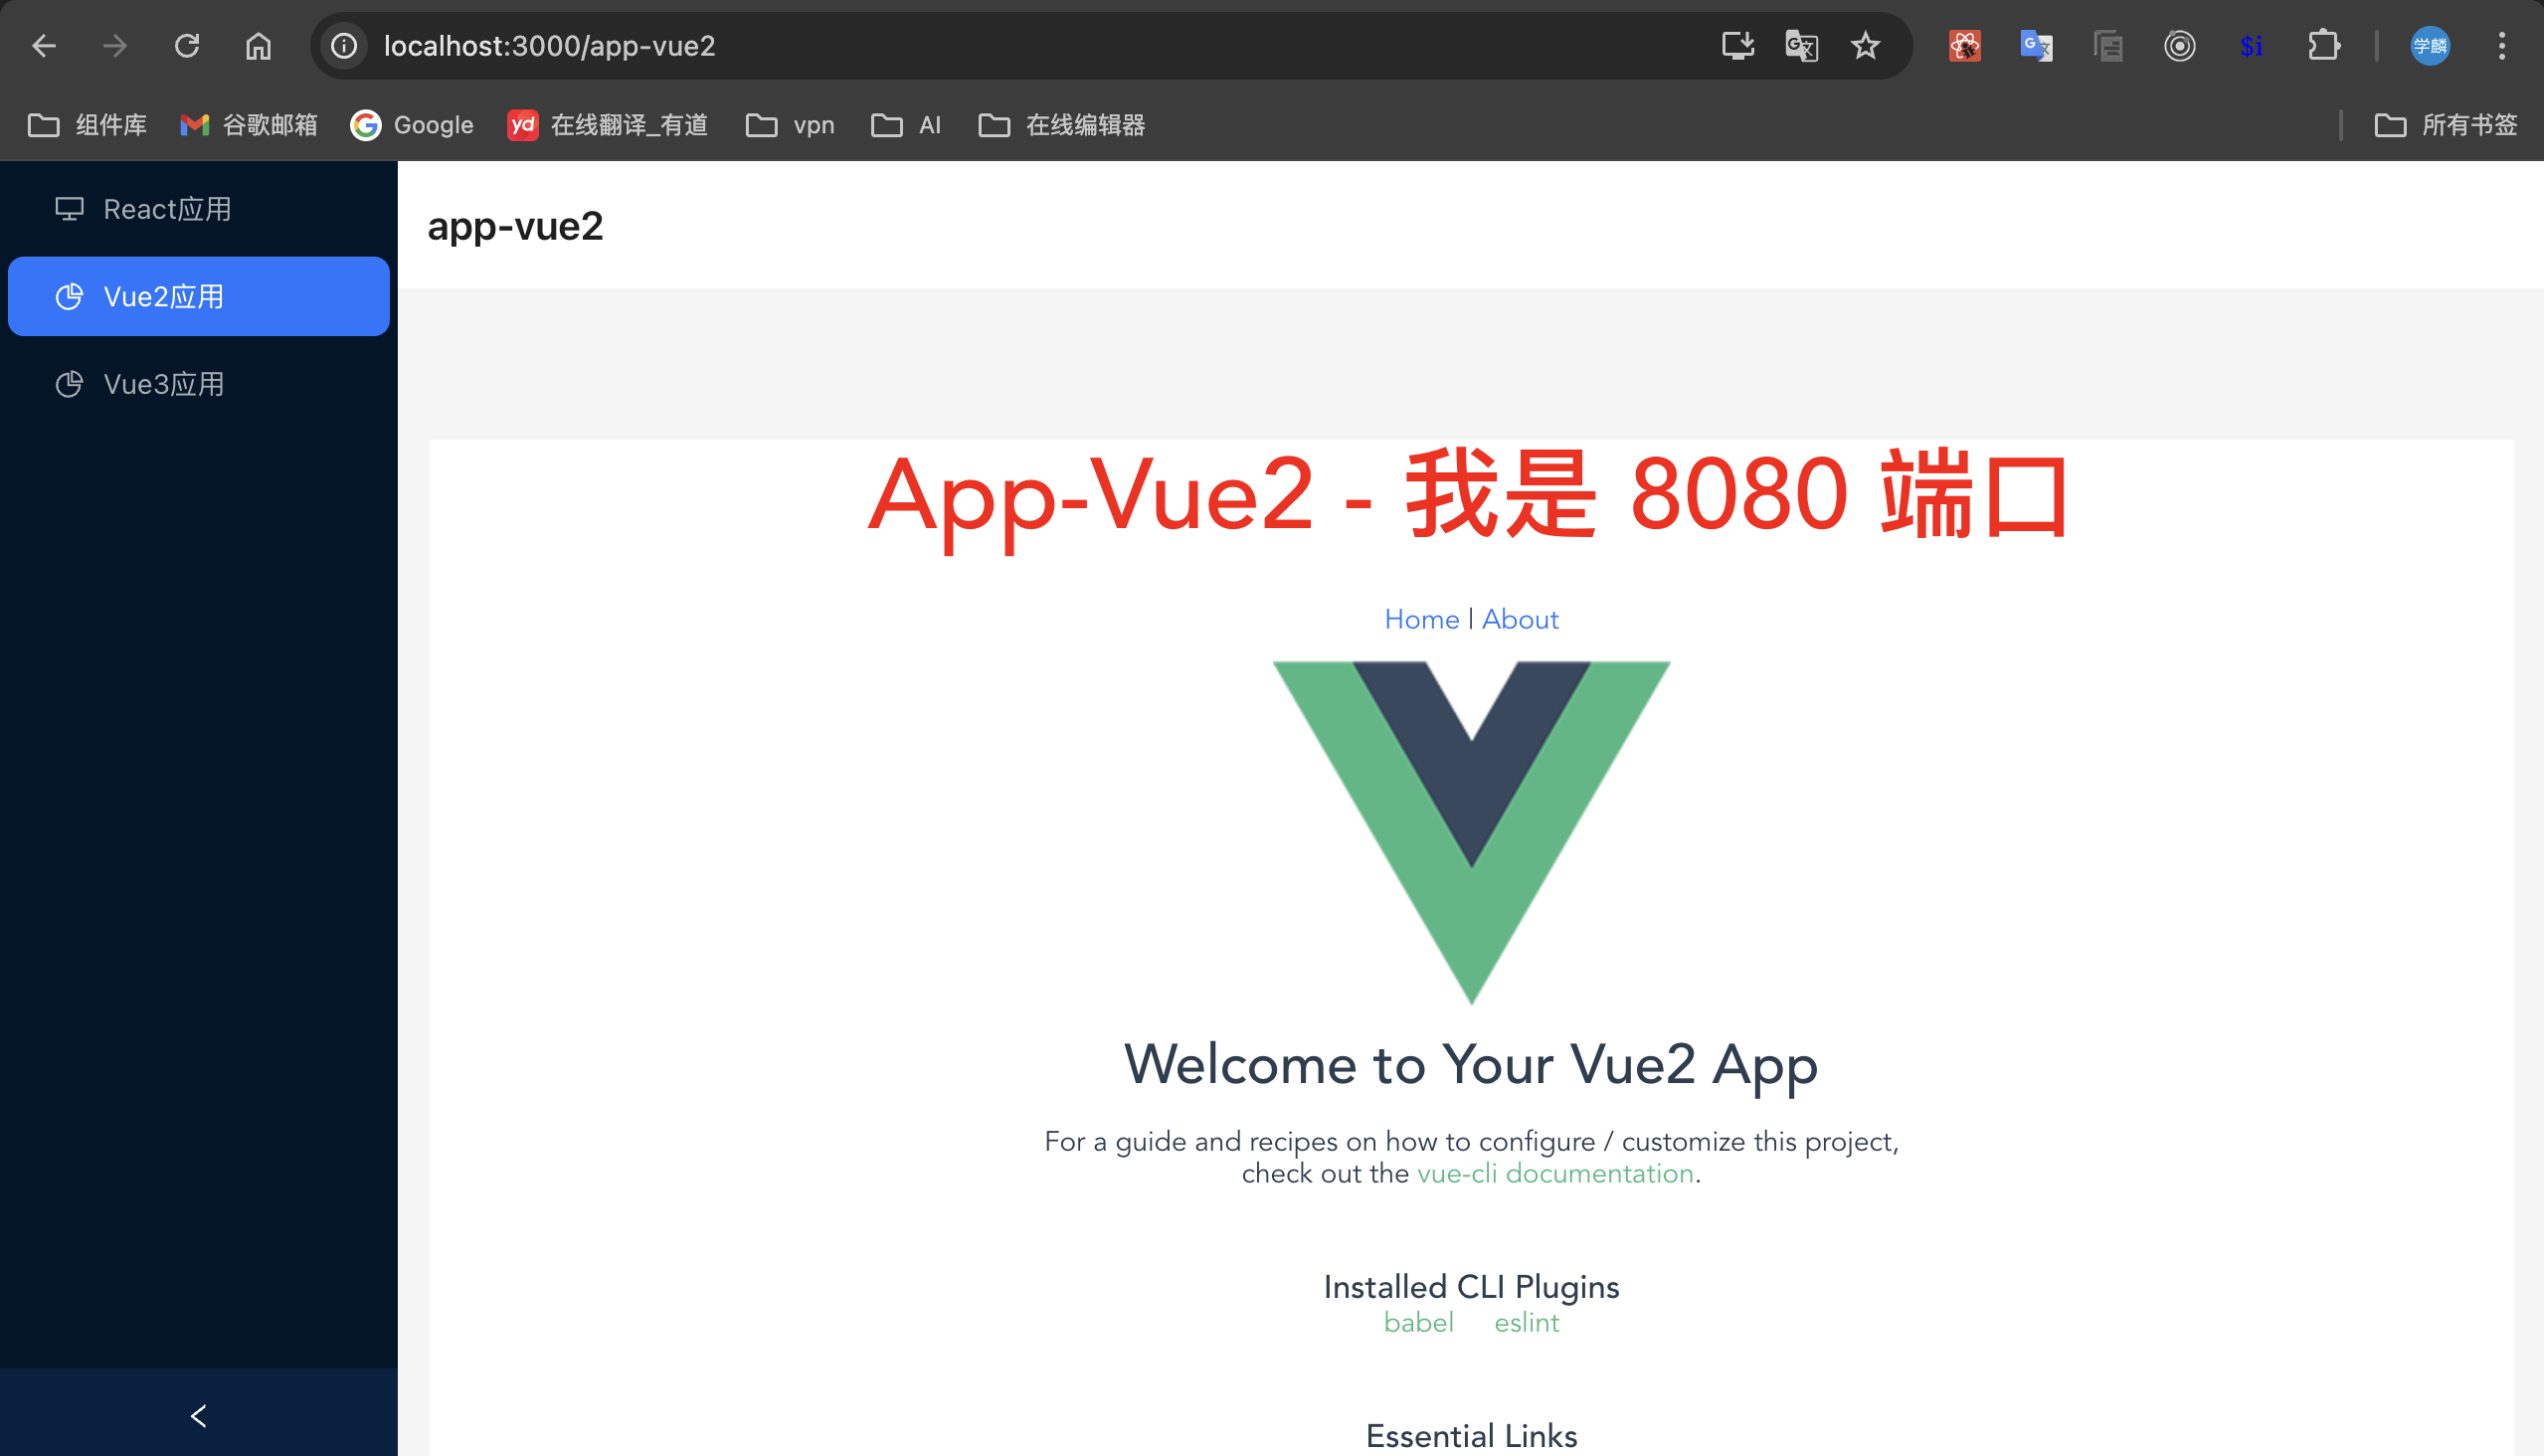 localhost:3000/app-vue2
$i
学麟
组件库
谷歌邮箱
Google
yd 在线翻译_有道
vpn
AI
在线编辑器
所有书签
React应用
Vue2应用
Vue3应用
app-vue2
App-Vue2 - 我是 8080 端口
Home | About
Welcome to Your Vue2 App
For a guide and recipes on how to configure / customize this project,
check out the vue-cli documentation.
Installed CLI Plugins
babel eslint
Essential Links